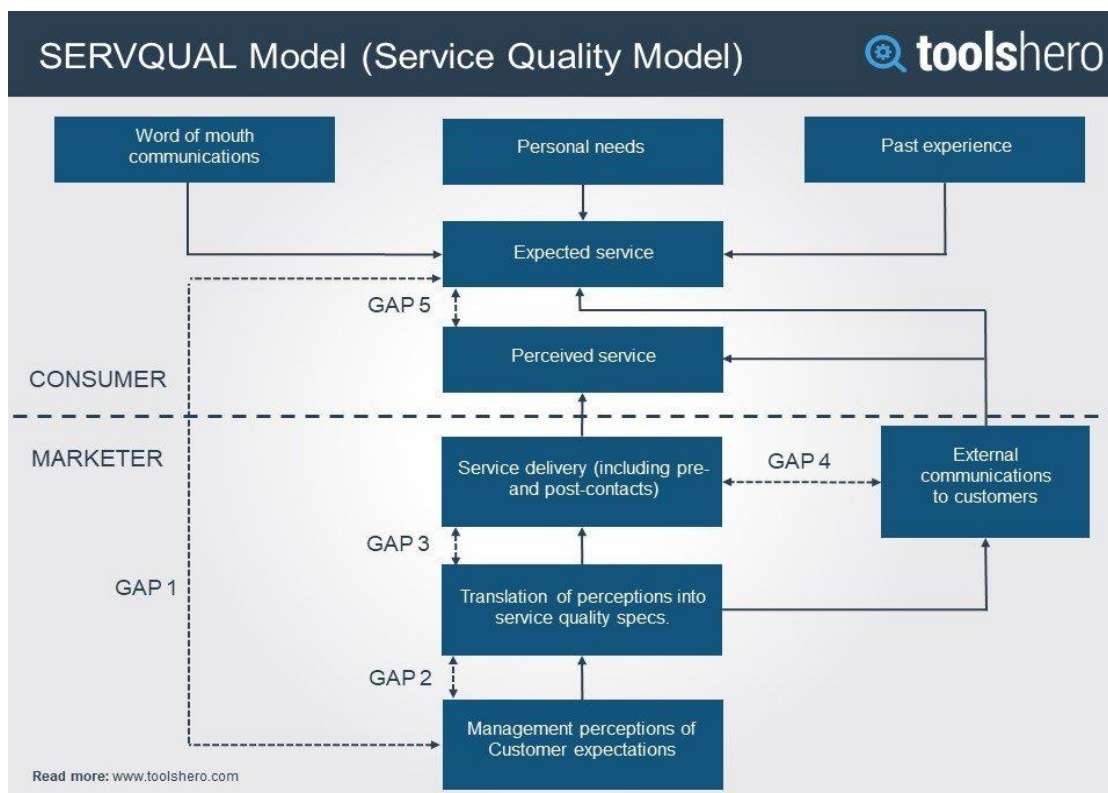 SERVQUAL Model (Service Quality Model)
toolshero
Word of mouth
communications
Personal needs
Past experience
Expected service
GAP 5
Perceived service
CONSUMER
MARKETER
Service delivery (including pre-
and post-contacts)
GAP 4
External
communications
to customers
GAP 3
GAP 1
Translation of perceptions into
service quality specs.
GAP 2
Management perceptions of
Customer expectations
Read more: www.toolshero.com